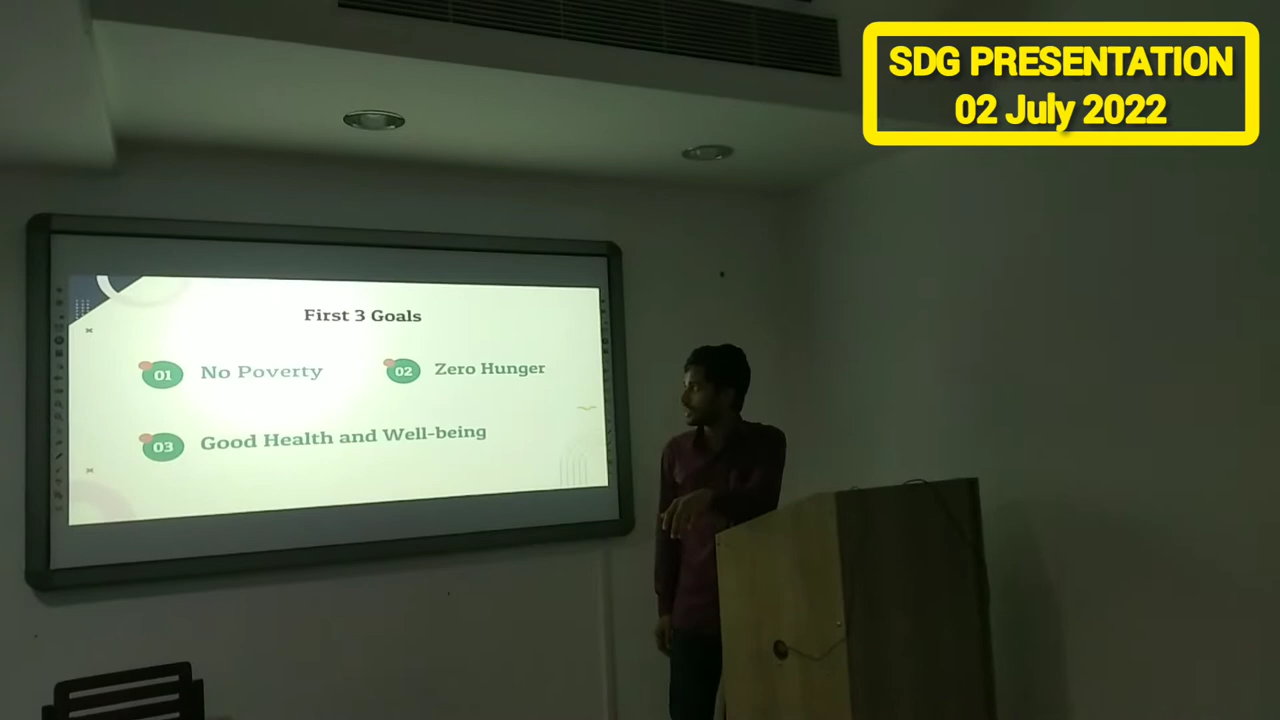 SDG PRESENTATION
02 July 2022
First 3 Goals
01 No Poverty
02 Zero Hunger
03 Good Health and Well-being